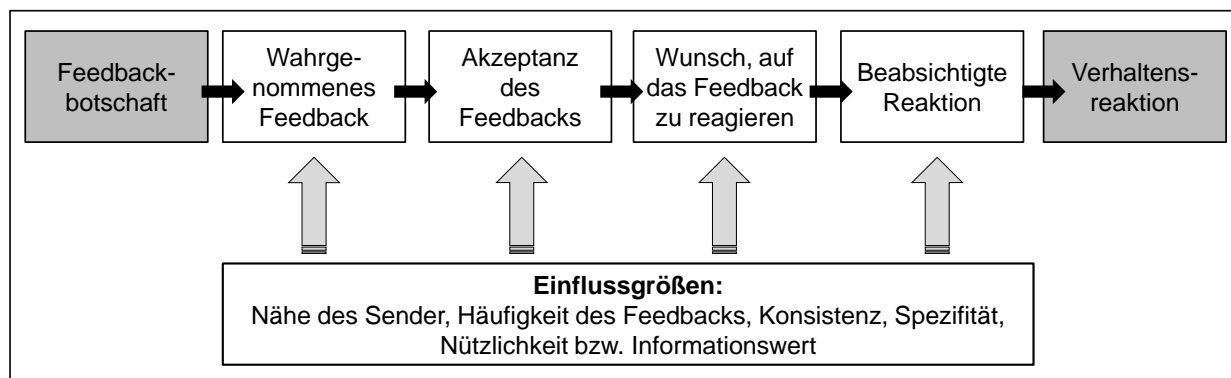 Feedback-
botschaft
Wahrge-
nommenes
Feedback
Akzeptanz
des
Feedbacks
Wunsch, auf
das Feedback
zu reagieren
Beabsichtigte
Reaktion
Verhaltens-
reaktion
Einflussgrößen:
Nähe des Sender, Häufigkeit des Feedbacks, Konsistenz, Spezifität,
Nützlichkeit bzw. Informationswert